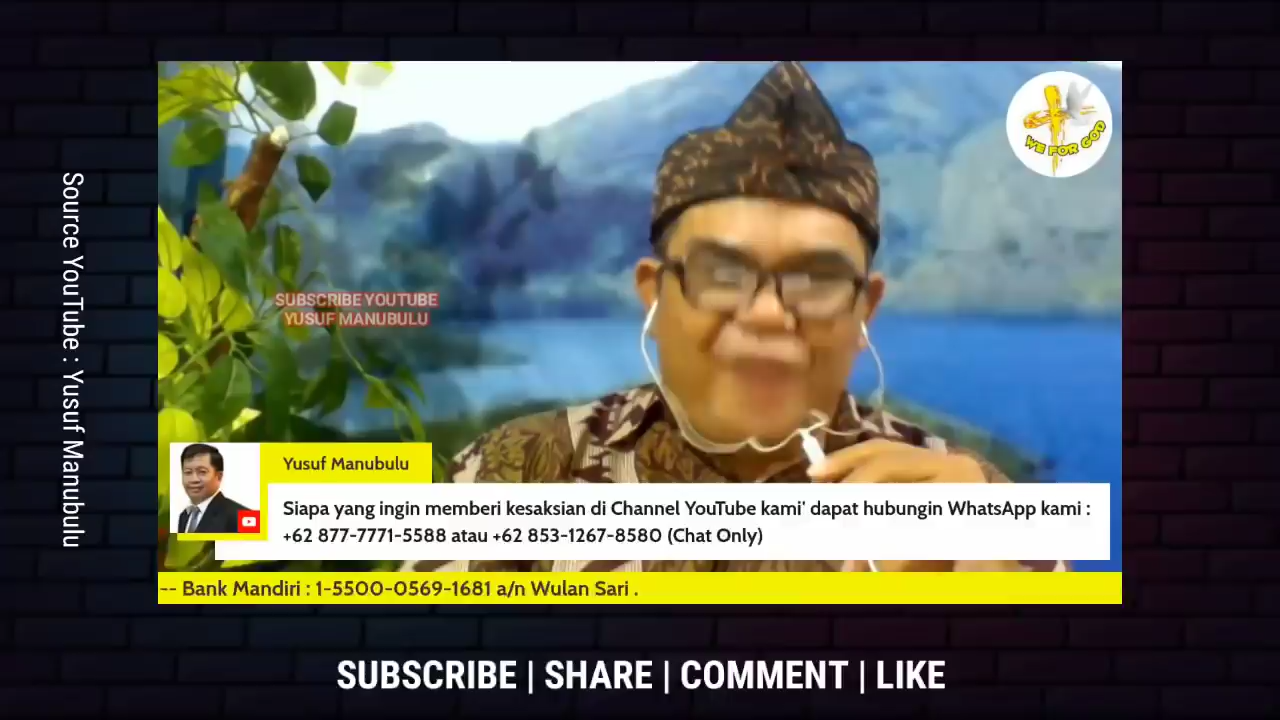 WE FOR GOD
Source YouTube : Yusuf Manubulu
SUBSCRIBE YOUTUBE
YUSUF MANUBULU
Yusuf Manubulu
Siapa yang ingin memberi kesaksian di Channel YouTube kami' dapat hubungin WhatsApp kami :
+62 877-7771-5588 atau +62 853-1267-8580 (Chat Only)
-- Bank Mandiri : 1-5500-0569-1681 a/n Wulan Sari .
SUBSCRIBE | SHARE | COMMENT | LIKE